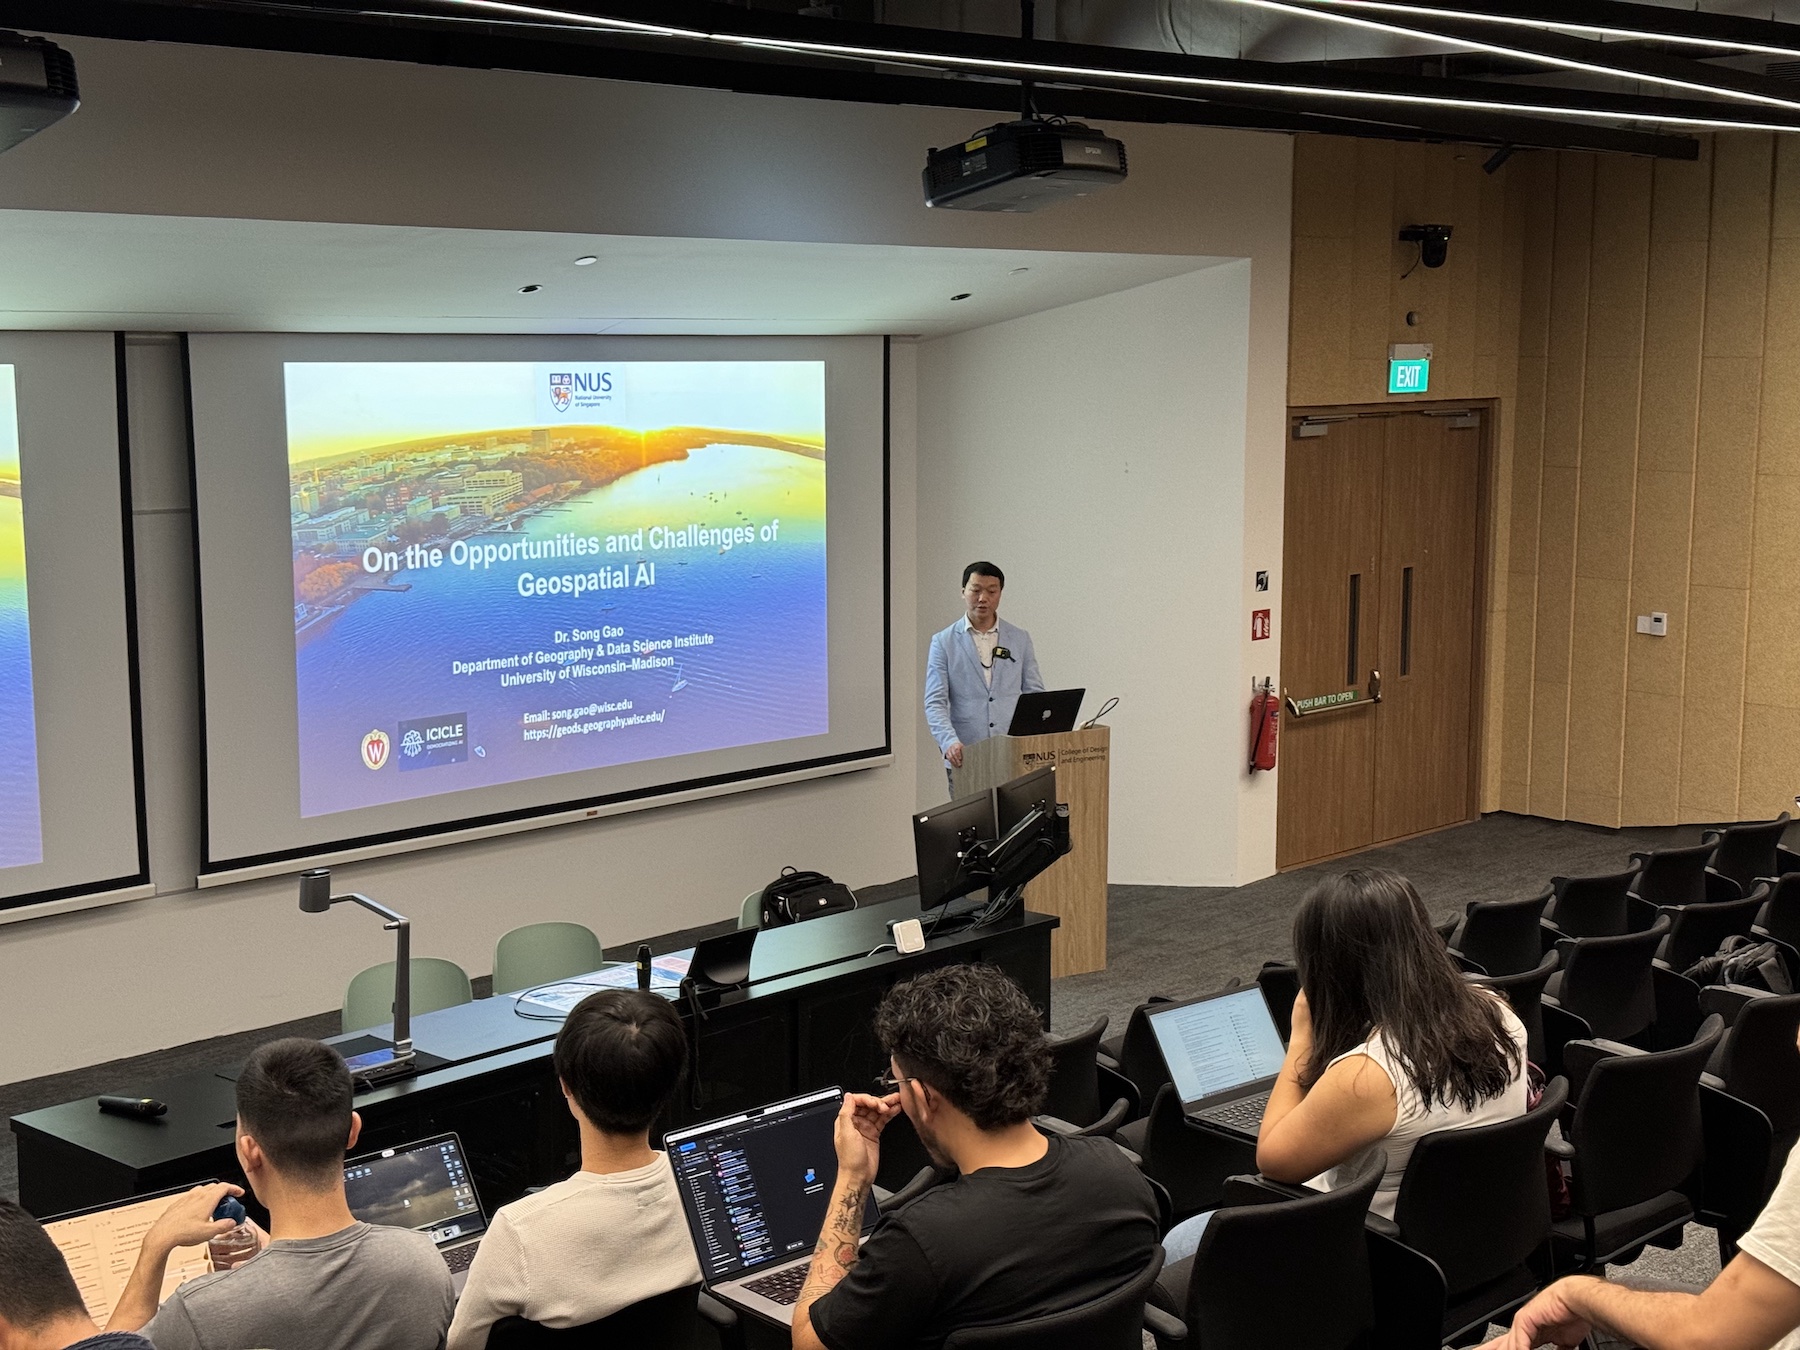 EPSON
EXIT
NUS
National University
of Singapore
On the Opportunities and Challenges of
Geospatial AI
Dr. Song Gao
Department of Geography & Data Science Institute
University of Wisconsin–Madison
Email: song.gao@wisc.edu
https://geods.geography.wisc.edu/
W
ICICLE
DEMOCRATIZING AI
PUSH BAR TO OPEN
NUS
College of Design
and Engineering